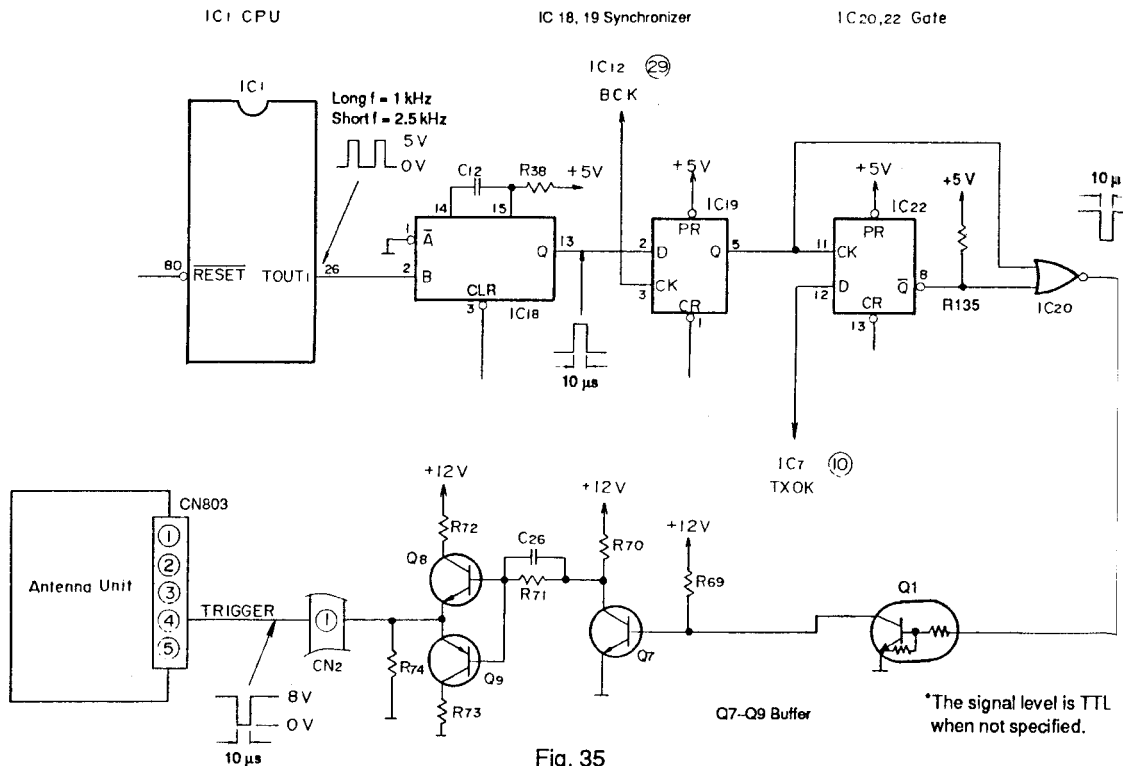 IC1 CPU
IC 18, 19 Synchronizer
IC20,22 Gate
IC12 ㉙
BCK
IC1
Long f = 1 kHz
Short f = 2.5 kHz
5V
0V
C12
R38
+5V
+5V
IC19
+5V
IC22
+5V
10 µs
14
15
1
A̅
Q
13
2
D
PR
Q
5
11
CK
PR
80
RESET
TOUT1
26
2
B
CLR
3
IC18
3
CK
CR
1
12
D
Q̅
8
CR
13
R135
IC20
10 µs
IC7 ⑩
TXOK
+12V
+12V
+12V
CN803
R72
C26
R70
R69
Q8
R71
Q1
①
②
③
④
⑤
Antenna Unit
TRIGGER
①
CN2
R74
Q9
Q7
R73
8V
0V
10 µs
Q7--Q9 Buffer
*The signal level is TTL
when not specified.
Fig. 35